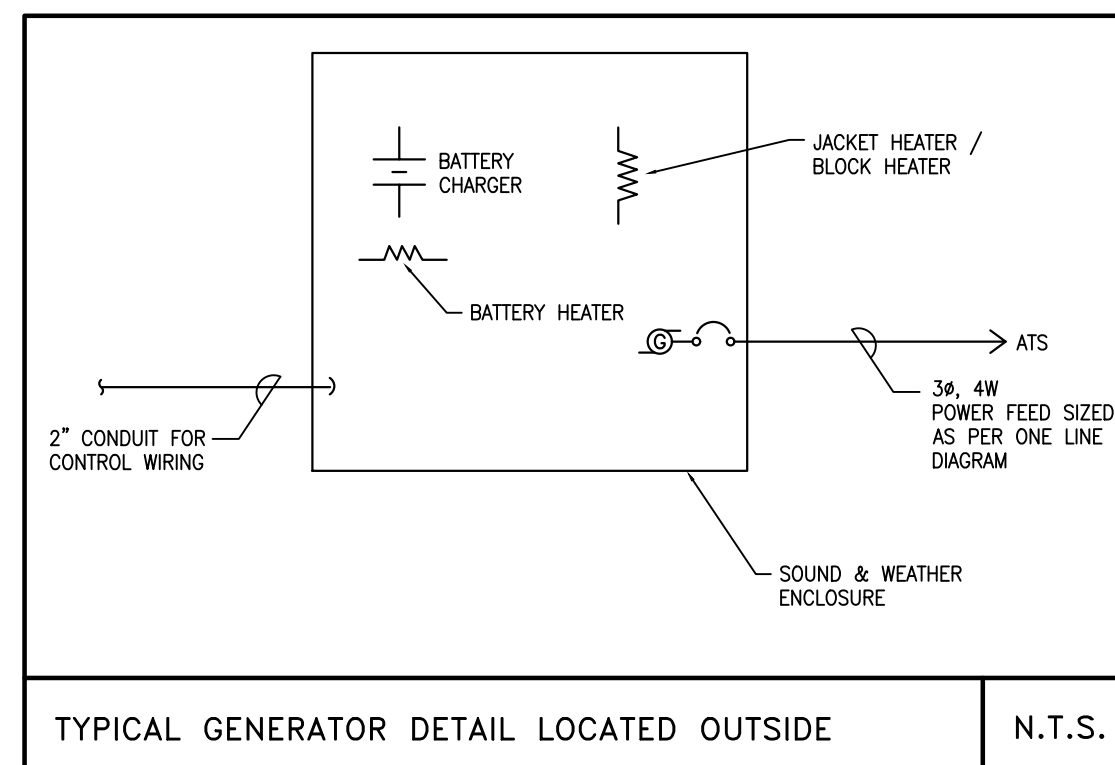 BATTERY
CHARGER
JACKET HEATER /
BLOCK HEATER
BATTERY HEATER
G
ATS
2" CONDUIT FOR
CONTROL WIRING
3ø, 4W
POWER FEED SIZED
AS PER ONE LINE
DIAGRAM
SOUND & WEATHER
ENCLOSURE
TYPICAL GENERATOR DETAIL LOCATED OUTSIDE
N.T.S.